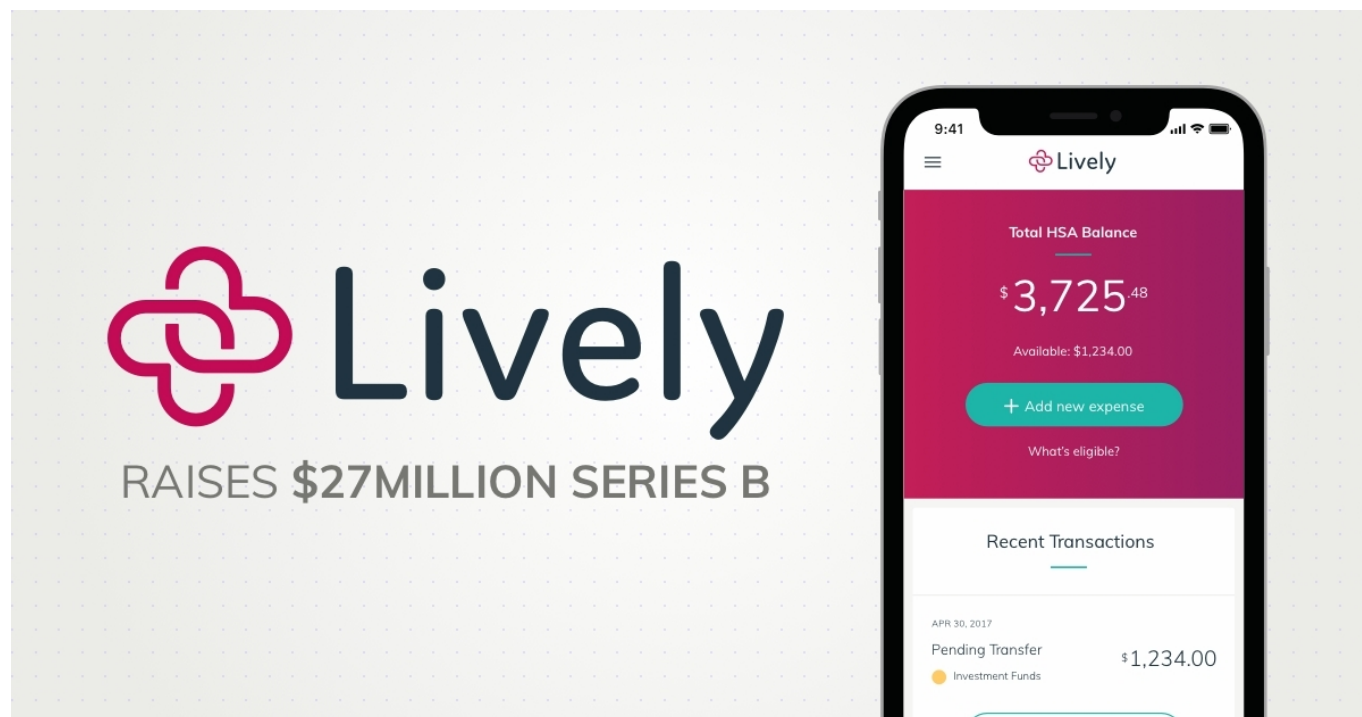 Lively
RAISES $27MILLION SERIES B
9:41
Lively
Total HSA Balance
$3,725.48
Available: $1,234.00
+ Add new expense
What's eligible?
Recent Transactions
APR 30, 2017
Pending Transfer
$1,234.00
Investment Funds